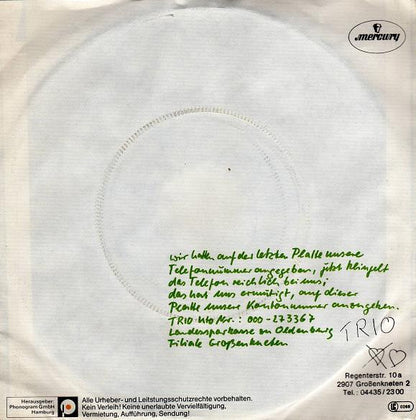 mercury
wir hatten auf der letzten Platte unsere
Telefonnummer angegeben, jetzt klingelt
das Telefon reichlich bei uns;
das hat uns ermutigt, auf dieser
Platte unsere Kontonummer anzugeben.
TRIO Kto Nr.: 000-273367
Landessparkasse zu Oldenburg
Filiale Großenkneten
TRIO
Regenterstr. 10a
2907 Großenkneten 2
Tel.: 04435/2300
Herausgeber:
Phonogram GmbH
Hamburg
Alle Urheber- und Leistungsschutzrechte vorbehalten.
Kein Verleih! Keine unerlaubte Vervielfältigung,
Vermietung, Aufführung, Sendung!